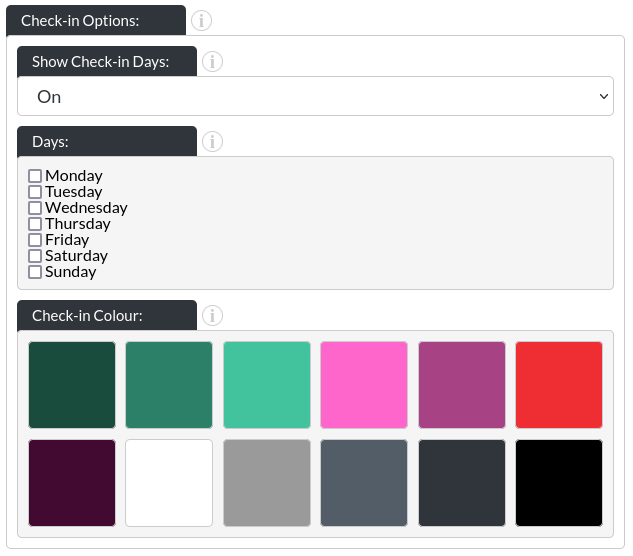 Check-in Options:
Show Check-in Days:
On
Days:
Monday
Tuesday
Wednesday
Thursday
Friday
Saturday
Sunday
Check-in Colour: